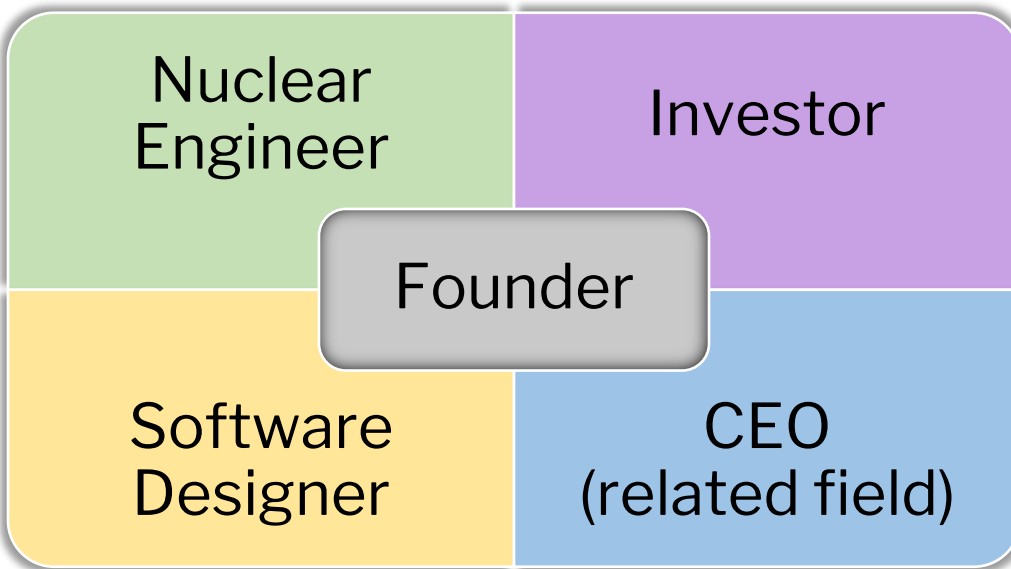 Nuclear
Engineer
Investor
Founder
Software
Designer
CEO
(related field)